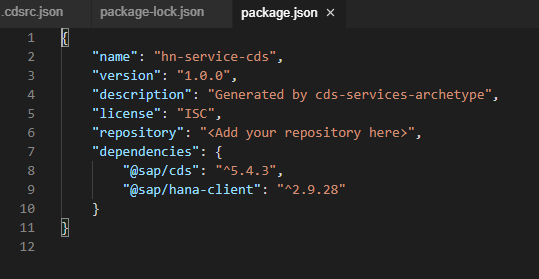 .cdsrc.json package-lock.json package.json ×
1 {
2 "name": "hn-service-cds",
3 "version": "1.0.0",
4 "description": "Generated by cds-services-archetype",
5 "license": "ISC",
6 "repository": "<Add your repository here>",
7 "dependencies": {
8 "@sap/cds": "^5.4.3",
9 "@sap/hana-client": "^2.9.28"
10 }
11 }
12